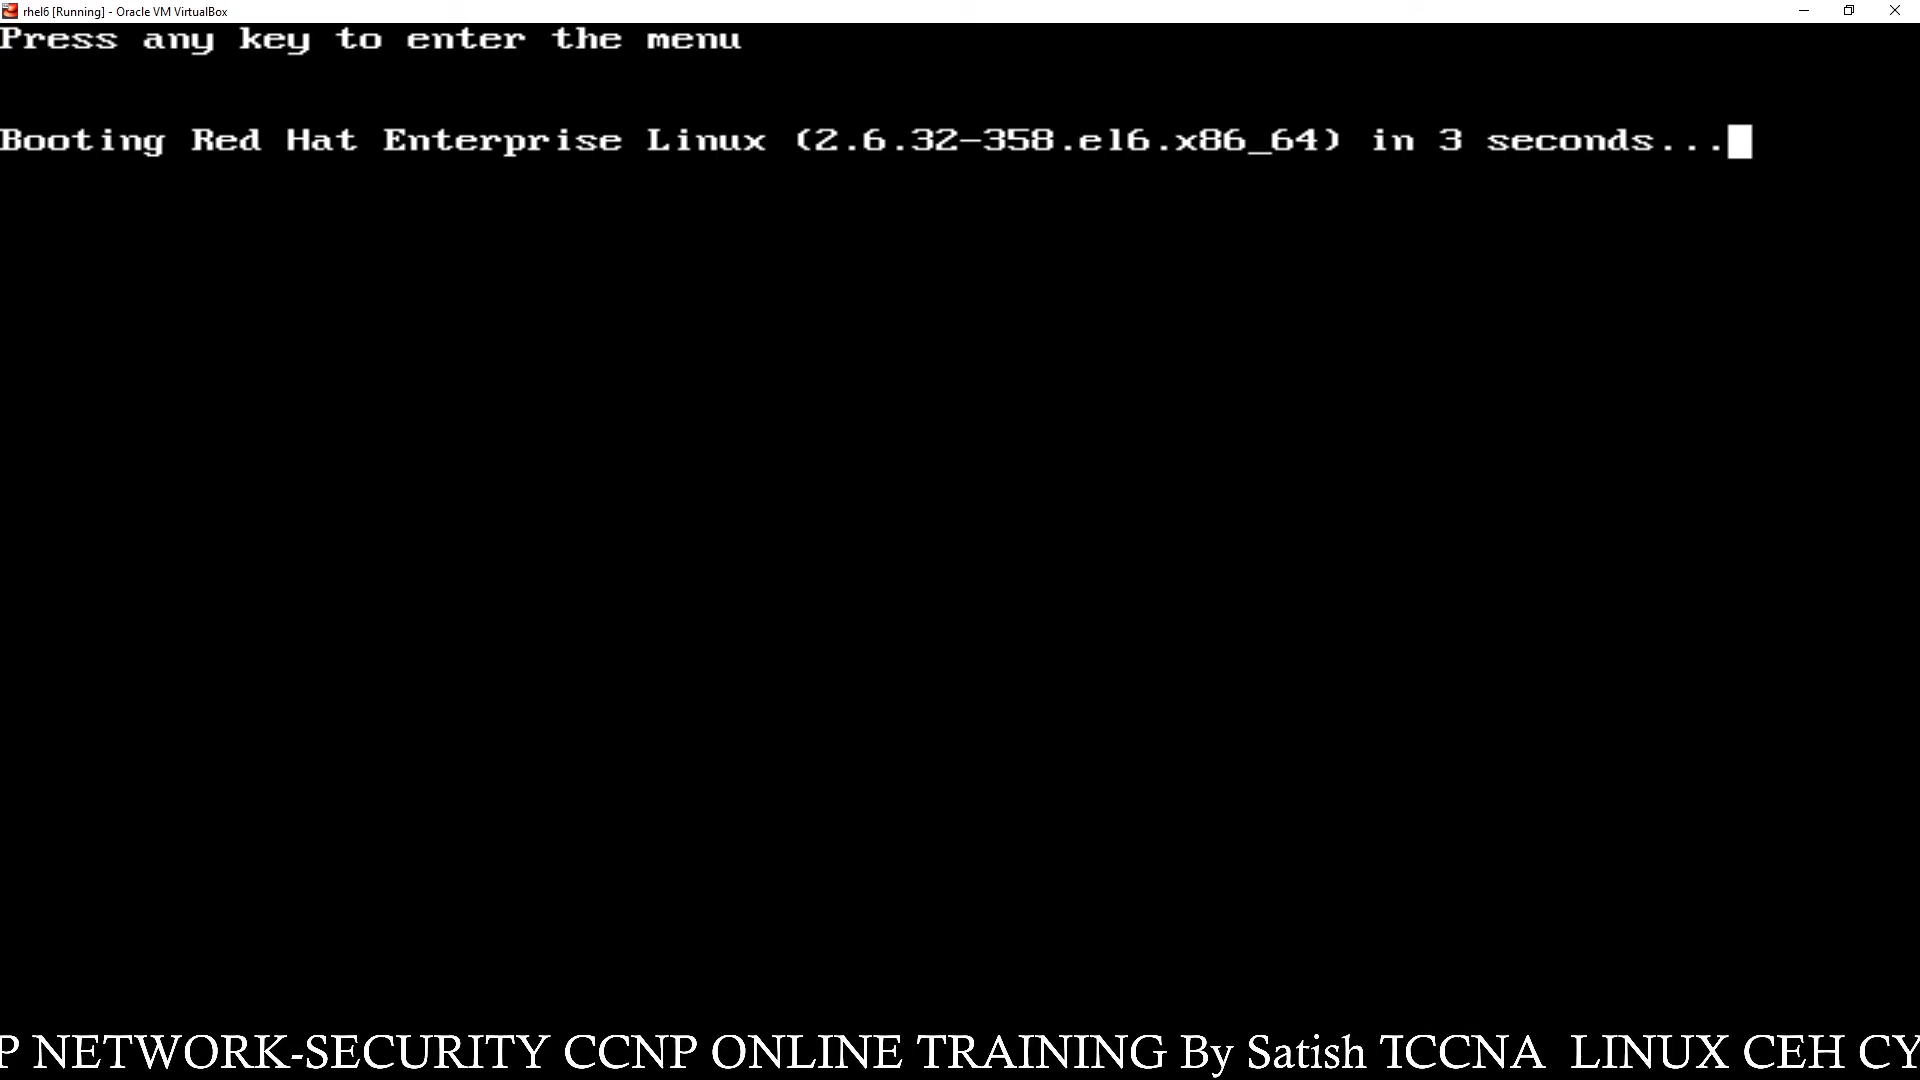 rhel6 [Running] - Oracle VM VirtualBox
Press any key to enter the menu
Booting Red Hat Enterprise Linux (2.6.32-358.el6.x86_64) in 3 seconds...
P NETWORK-SECURITY CCNP ONLINE TRAINING By Satish TCCNA LINUX CEH CY